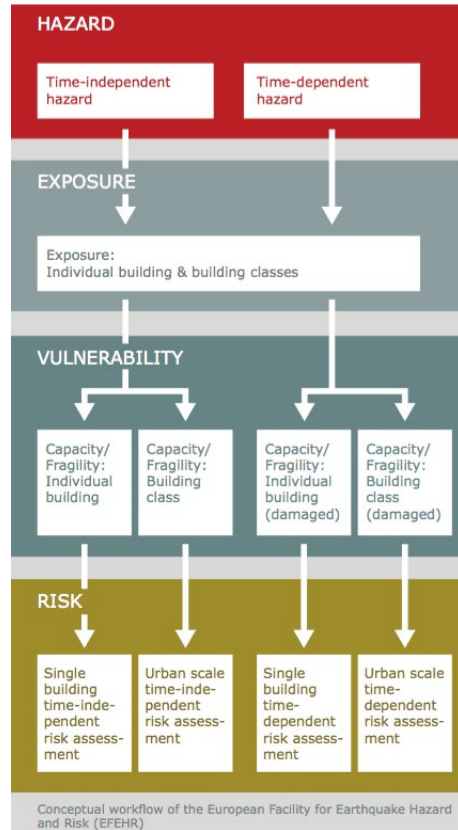 HAZARD
Time-independent
hazard
Time-dependent
hazard
EXPOSURE
Exposure:
Individual building & building classes
VULNERABILITY
Capacity/
Fragility:
Individual
building
Capacity/
Fragility:
Building
class
Capacity/
Fragility:
Individual
building
(damaged)
Capacity/
Fragility:
Building
class
(damaged)
RISK
Single
building
time-inde-
pendent
risk assess-
ment
Urban scale
time-inde-
pendent
risk assess-
ment
Single
building
time-
dependent
risk assess-
ment
Urban scale
time-
dependent
risk assess-
ment
Conceptual workflow of the European Facility for Earthquake Hazard
and Risk (EFEHR)